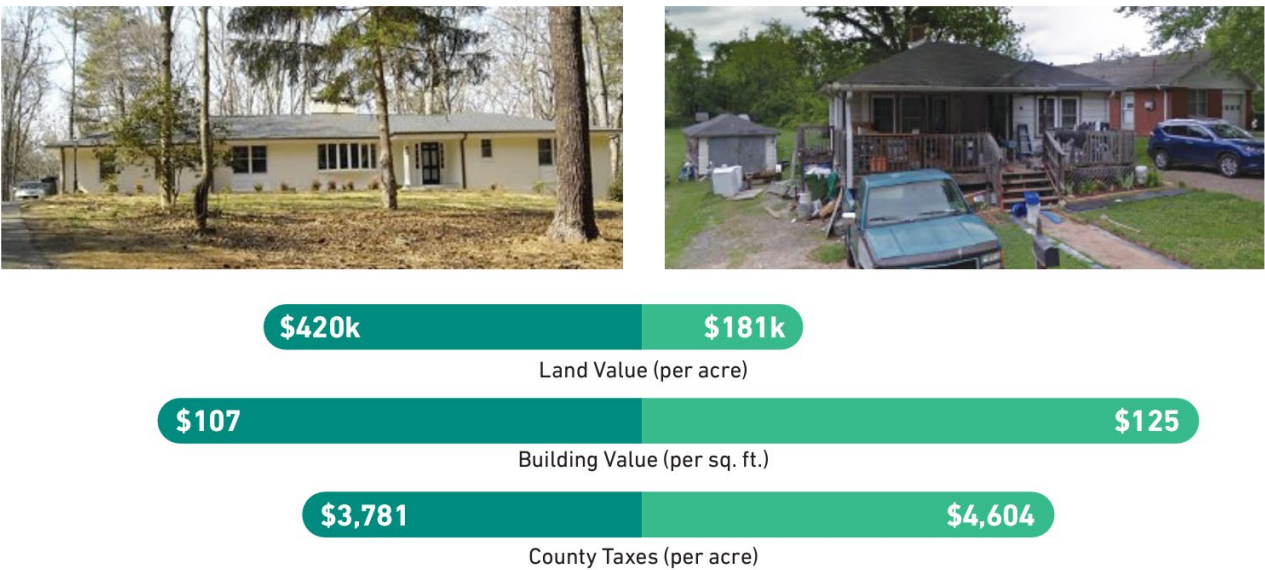 $420k $181k
Land Value (per acre)
$107 $125
Building Value (per sq. ft.)
$3,781 $4,604
County Taxes (per acre)